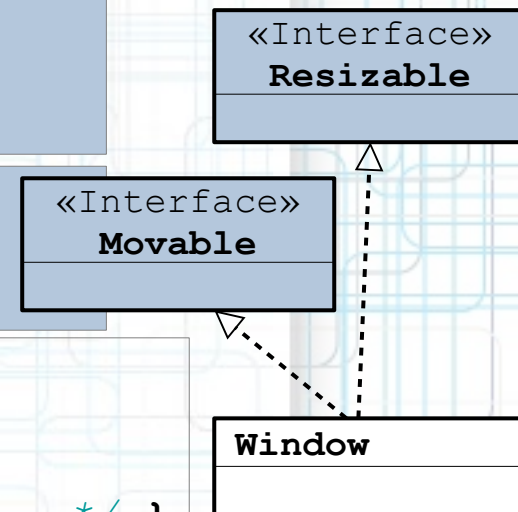 «Interface»
Resizable
«Interface»
Movable
Window
*/ }